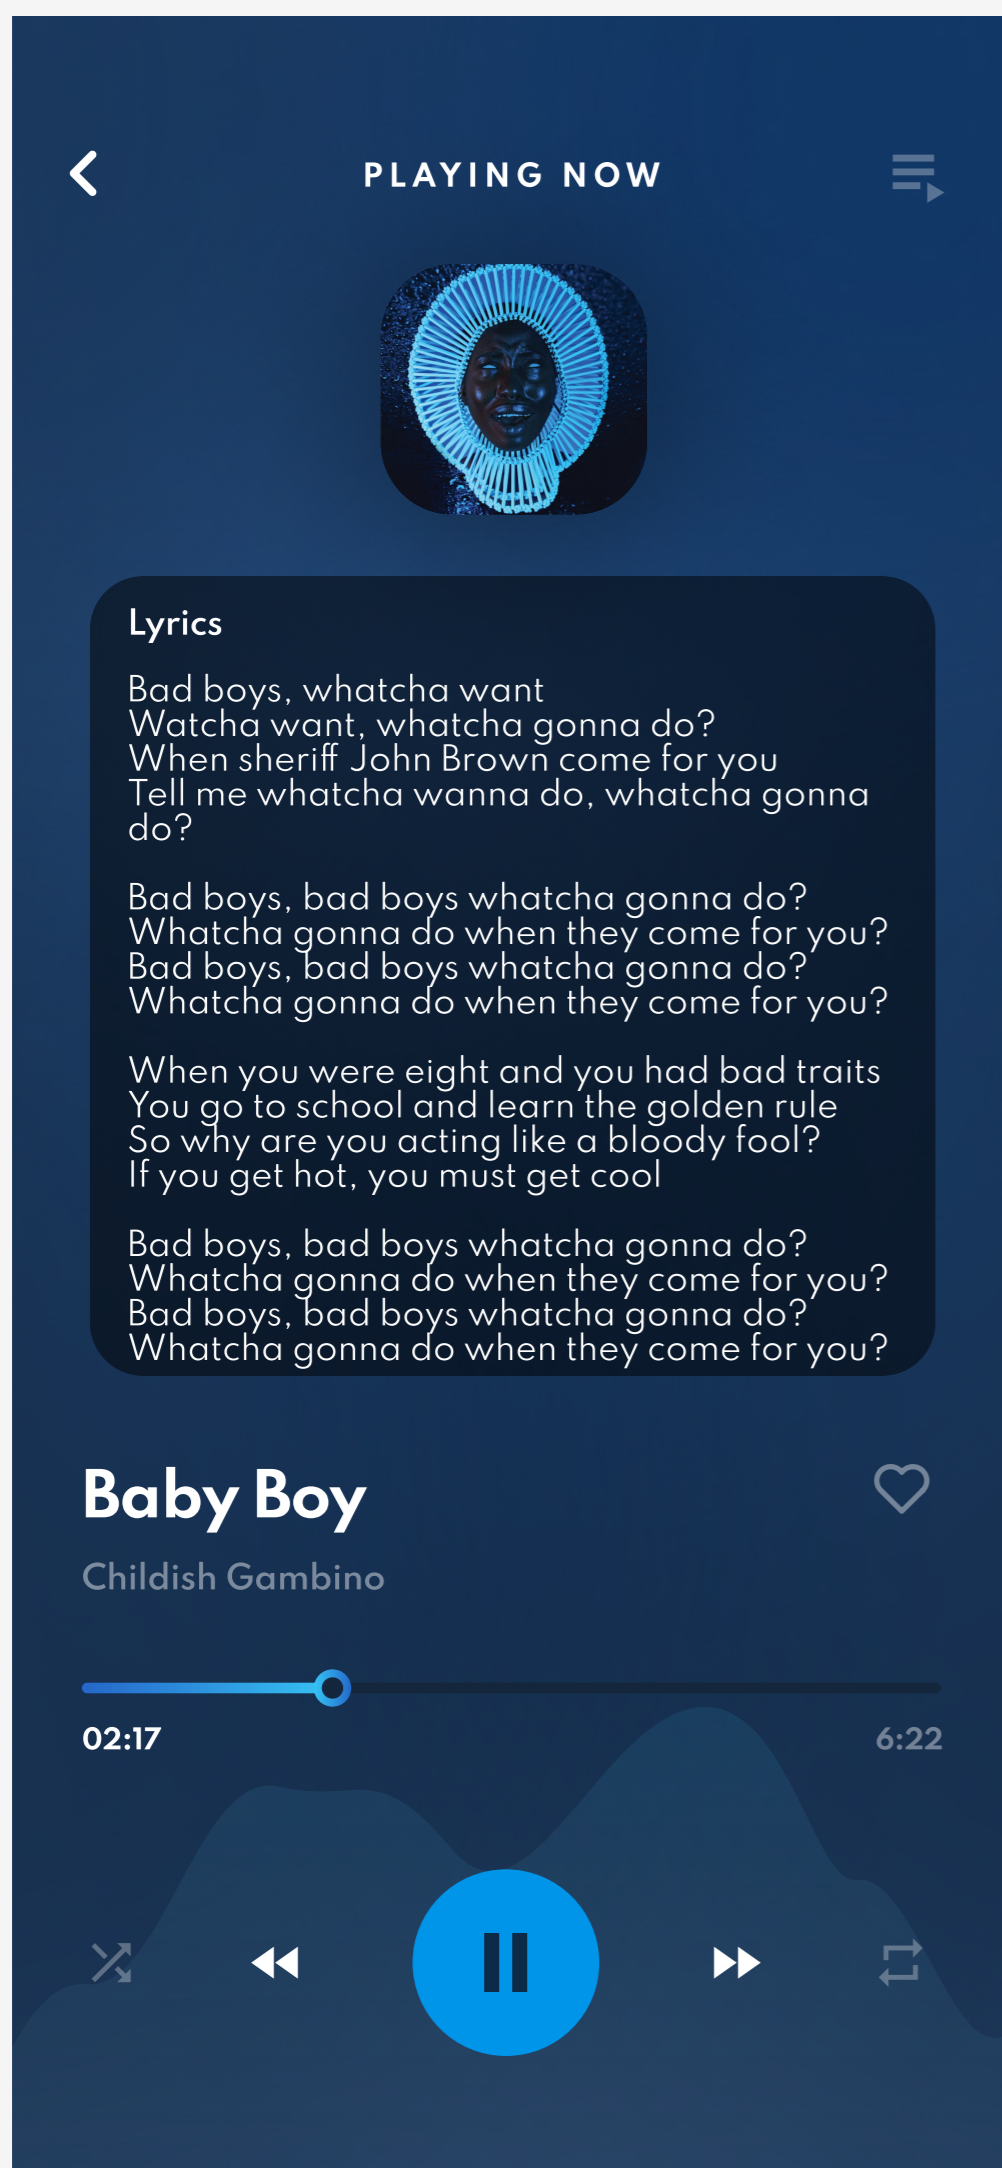 PLAYING NOW
Lyrics
Bad boys, whatcha want
Watcha want, whatcha gonna do?
When sheriff John Brown come for you
Tell me whatcha wanna do, whatcha gonna
do?
Bad boys, bad boys whatcha gonna do?
Whatcha gonna do when they come for you?
Bad boys, bad boys whatcha gonna do?
Whatcha gonna do when they come for you?
When you were eight and you had bad traits
You go to school and learn the golden rule
So why are you acting like a bloody fool?
If you get hot, you must get cool
Bad boys, bad boys whatcha gonna do?
Whatcha gonna do when they come for you?
Bad boys, bad boys whatcha gonna do?
Whatcha gonna do when they come for you?
Baby Boy
Childish Gambino
02:17
6:22